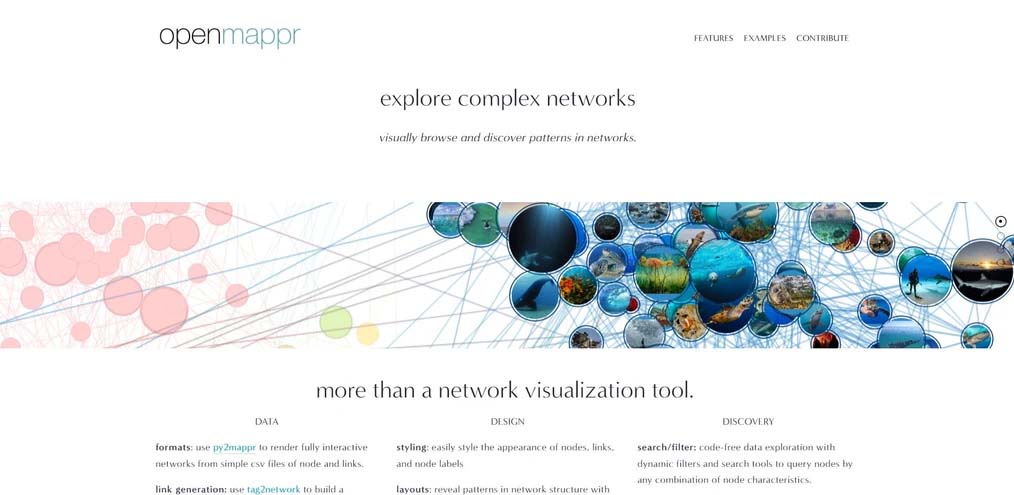 openmappr
FEATURES EXAMPLES CONTRIBUTE
explore complex networks
visually browse and discover patterns in networks.
more than a network visualization tool.
DATA
formats: use py2mappr to render fully interactive
networks from simple csv files of node and links.
link generation: use tag2network to build a
DESIGN
styling: easily style the appearance of nodes, links,
and node labels
layouts: reveal patterns in network structure with
DISCOVERY
search/filter: code-free data exploration with
dynamic filters and search tools to query nodes by
any combination of node characteristics.